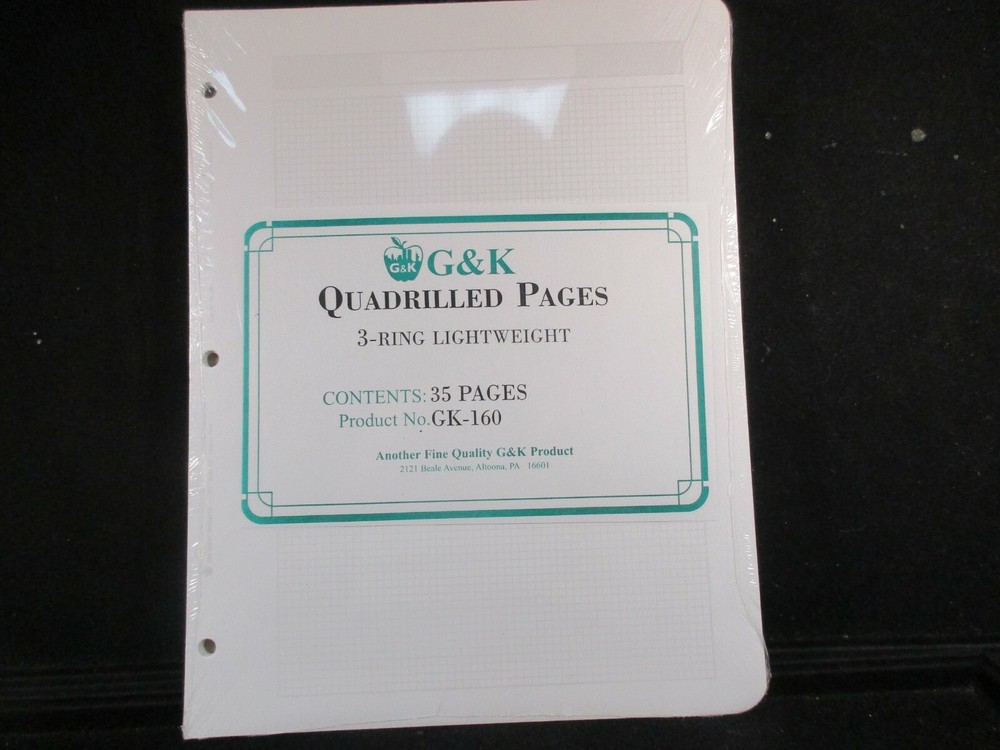 G&K
G&K
QUADRILLED PAGES
3-RING LIGHTWEIGHT
CONTENTS: 35 PAGES
Product No. GK-160
Another Fine Quality G&K Product
2121 Beale Avenue, Altoona, PA 16601